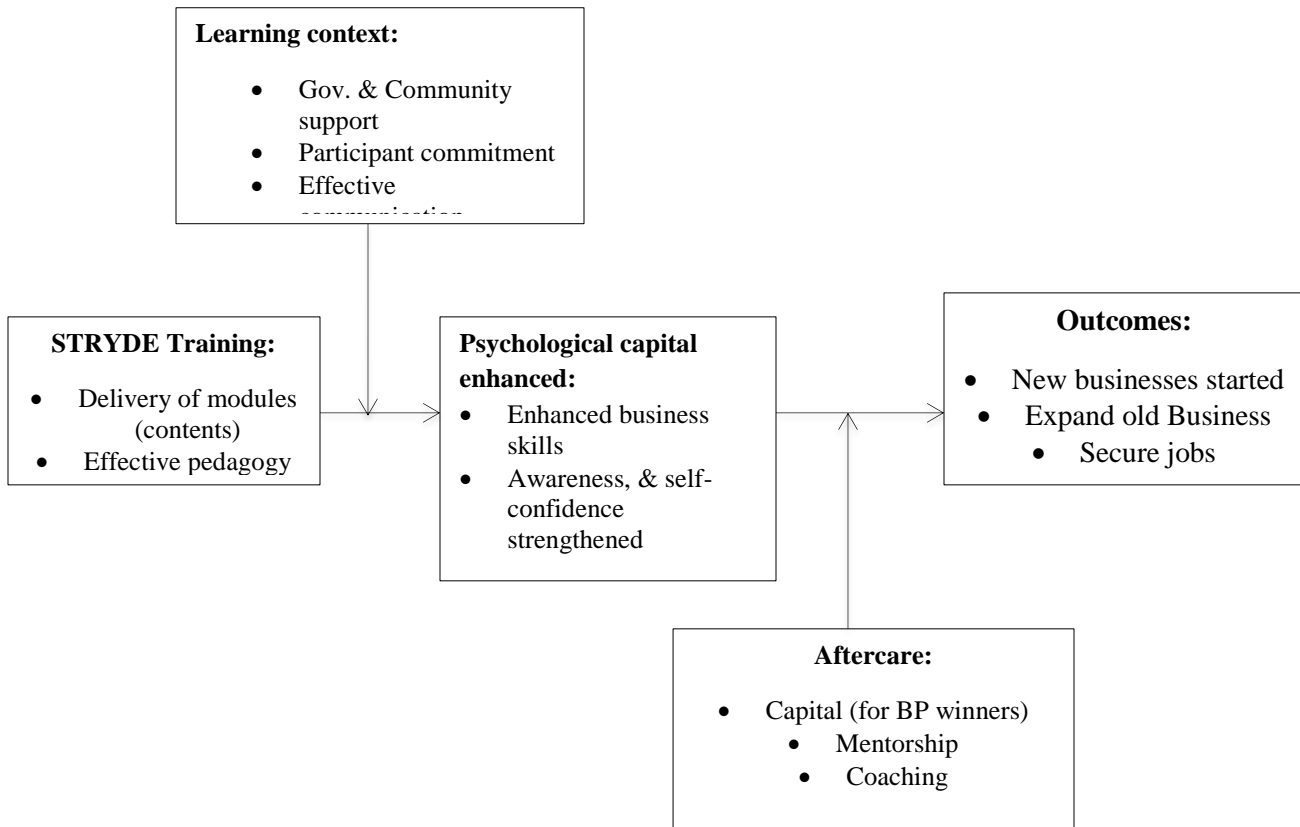 Learning context:
• Gov. & Community
support
• Participant commitment
• Effective
STRYDE Training:
• Delivery of modules
(contents)
• Effective pedagogy
Psychological capital
enhanced:
• Enhanced business
skills
• Awareness, & self-
confidence
strengthened
Outcomes:
• New businesses started
• Expand old Business
• Secure jobs
Aftercare:
• Capital (for BP winners)
• Mentorship
• Coaching